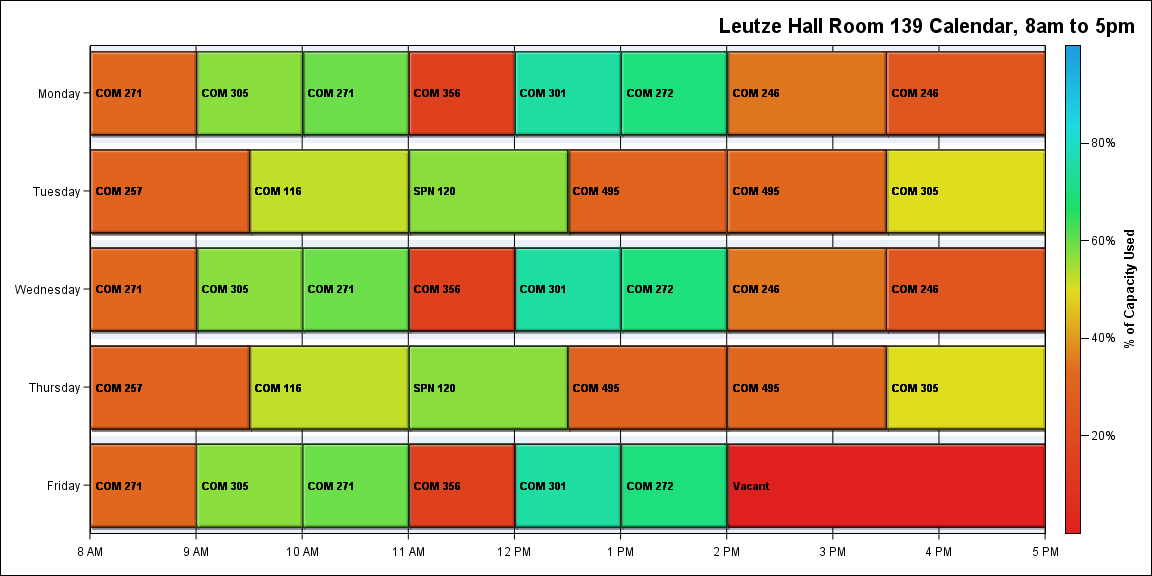 Leutze Hall Room 139 Calendar, 8am to 5pm
Monday
COM 271
COM 305
COM 271
COM 356
COM 301
COM 272
COM 246
COM 246
Tuesday
COM 257
COM 116
SPN 120
COM 495
COM 495
COM 305
Wednesday
COM 271
COM 305
COM 271
COM 356
COM 301
COM 272
COM 246
COM 246
Thursday
COM 257
COM 116
SPN 120
COM 495
COM 495
COM 305
Friday
COM 271
COM 305
COM 271
COM 356
COM 301
COM 272
Vacant
8 AM
9 AM
10 AM
11 AM
12 PM
1 PM
2 PM
3 PM
4 PM
5 PM
80%
60%
40%
20%
% of Capacity Used